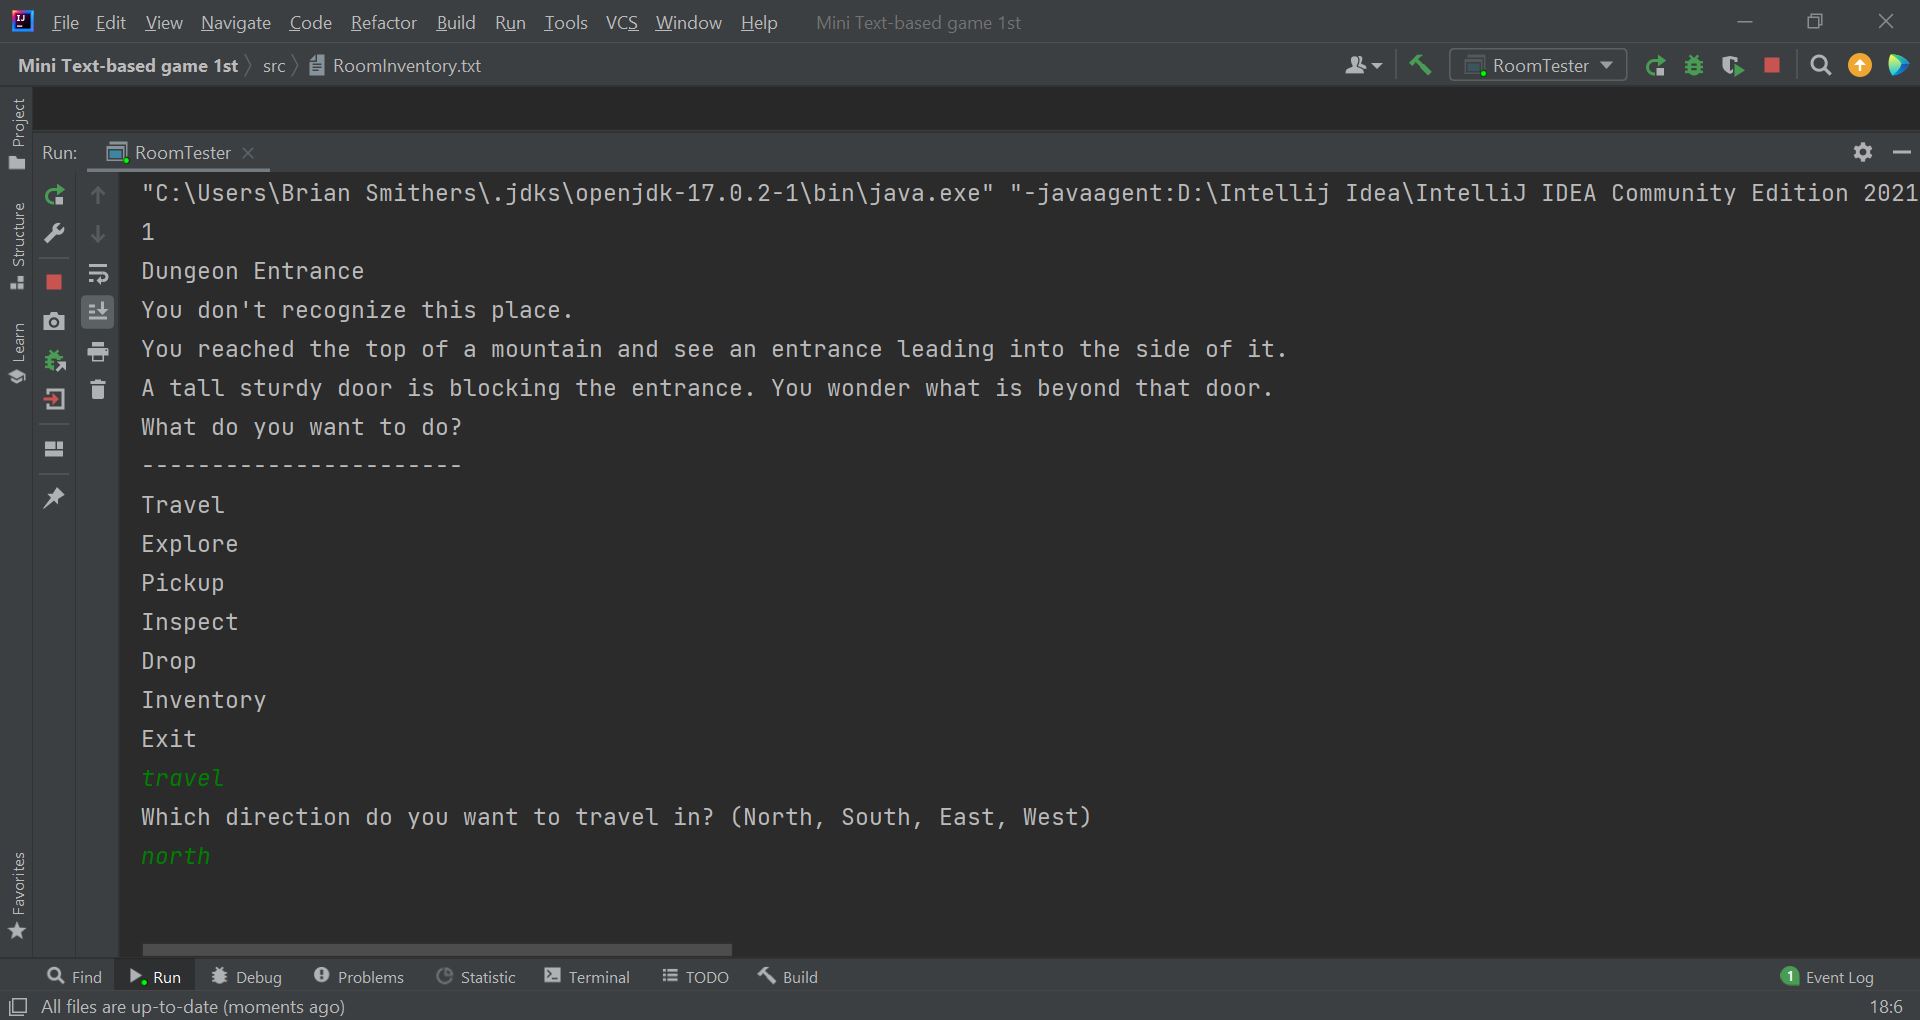 File Edit View Navigate Code Refactor Build Run Tools VCS Window Help Mini Text-based game 1st
Mini Text-based game 1st src RoomInventory.txt RoomTester
Project
Structure
Learn
Favorites
Run: RoomTester
"C:\Users\Brian Smithers\.jdks\openjdk-17.0.2-1\bin\java.exe" "-javaagent:D:\Intellij Idea\IntelliJ IDEA Community Edition 2021
1
Dungeon Entrance
You don't recognize this place.
You reached the top of a mountain and see an entrance leading into the side of it.
A tall sturdy door is blocking the entrance. You wonder what is beyond that door.
What do you want to do?
-----------------------
Travel
Explore
Pickup
Inspect
Drop
Inventory
Exit
travel
Which direction do you want to travel in? (North, South, East, West)
north
Find Run Debug Problems Statistic Terminal TODO Build 1 Event Log
All files are up-to-date (moments ago) 18:6